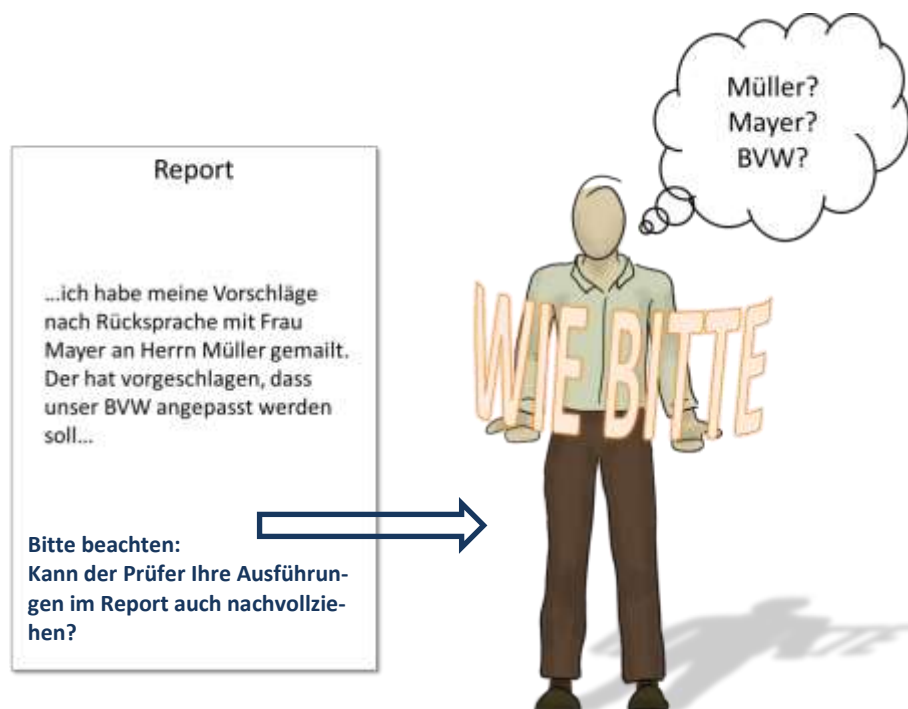 Report
...ich habe meine Vorschläge
nach Rücksprache mit Frau
Mayer an Herrn Müller gemailt.
Der hat vorgeschlagen, dass
unser BVW angepasst werden
soll...
Bitte beachten:
Kann der Prüfer Ihre Ausführun-
gen im Report auch nachvollzie-
hen?
Müller?
Mayer?
BVW?
WIE BITTE